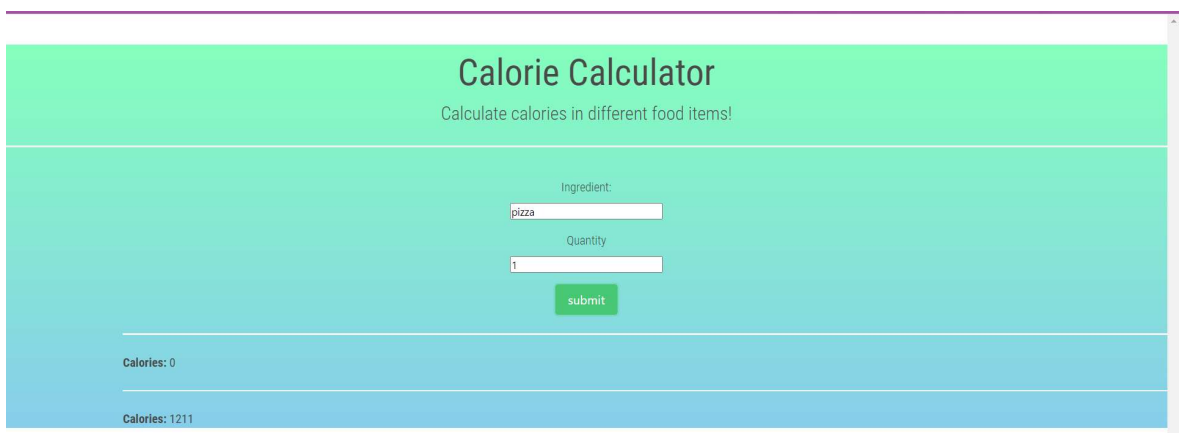 Calorie Calculator
Calculate calories in different food items!
Ingredient:
pizza
Quantity
1
submit
Calories: 0
Calories: 1211